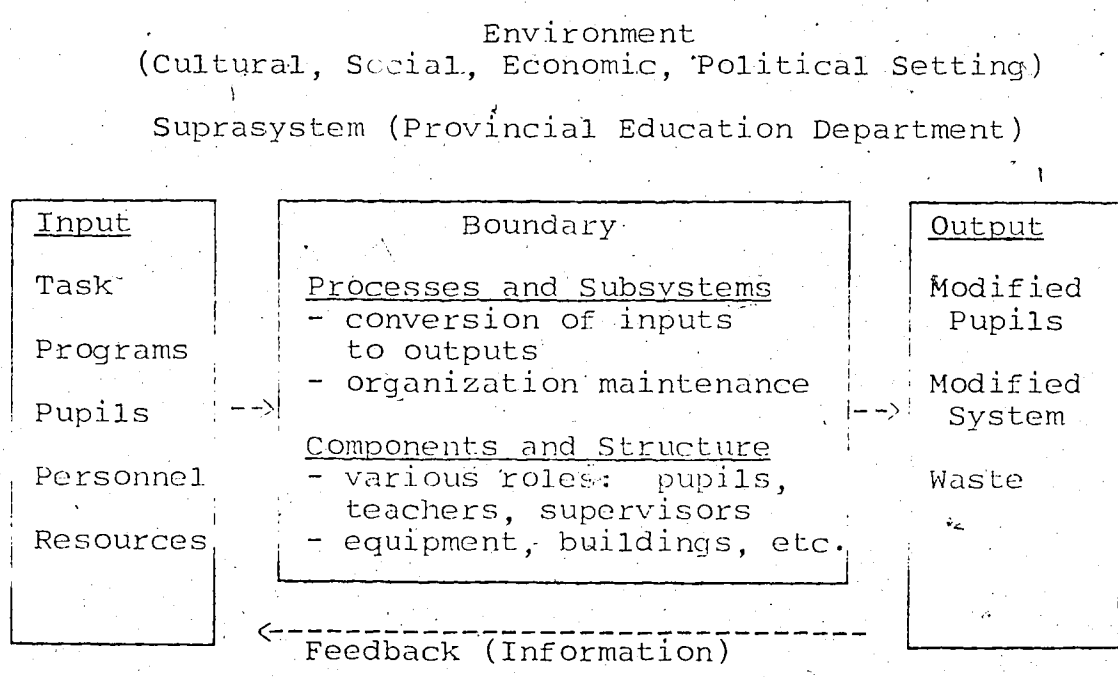 Environment
(Cultural, Social, Economic, Political Setting)
Suprasystem (Provincial Education Department)
Input
Task
Programs
Pupils
Personnel
Resources
Boundary
Processes and Subsystems
- conversion of inputs
to outputs
- organization maintenance
Components and Structure
- various roles: pupils,
teachers, supervisors
- equipment, buildings, etc.
Output
Modified
Pupils
Modified
System
Waste
Feedback (Information)